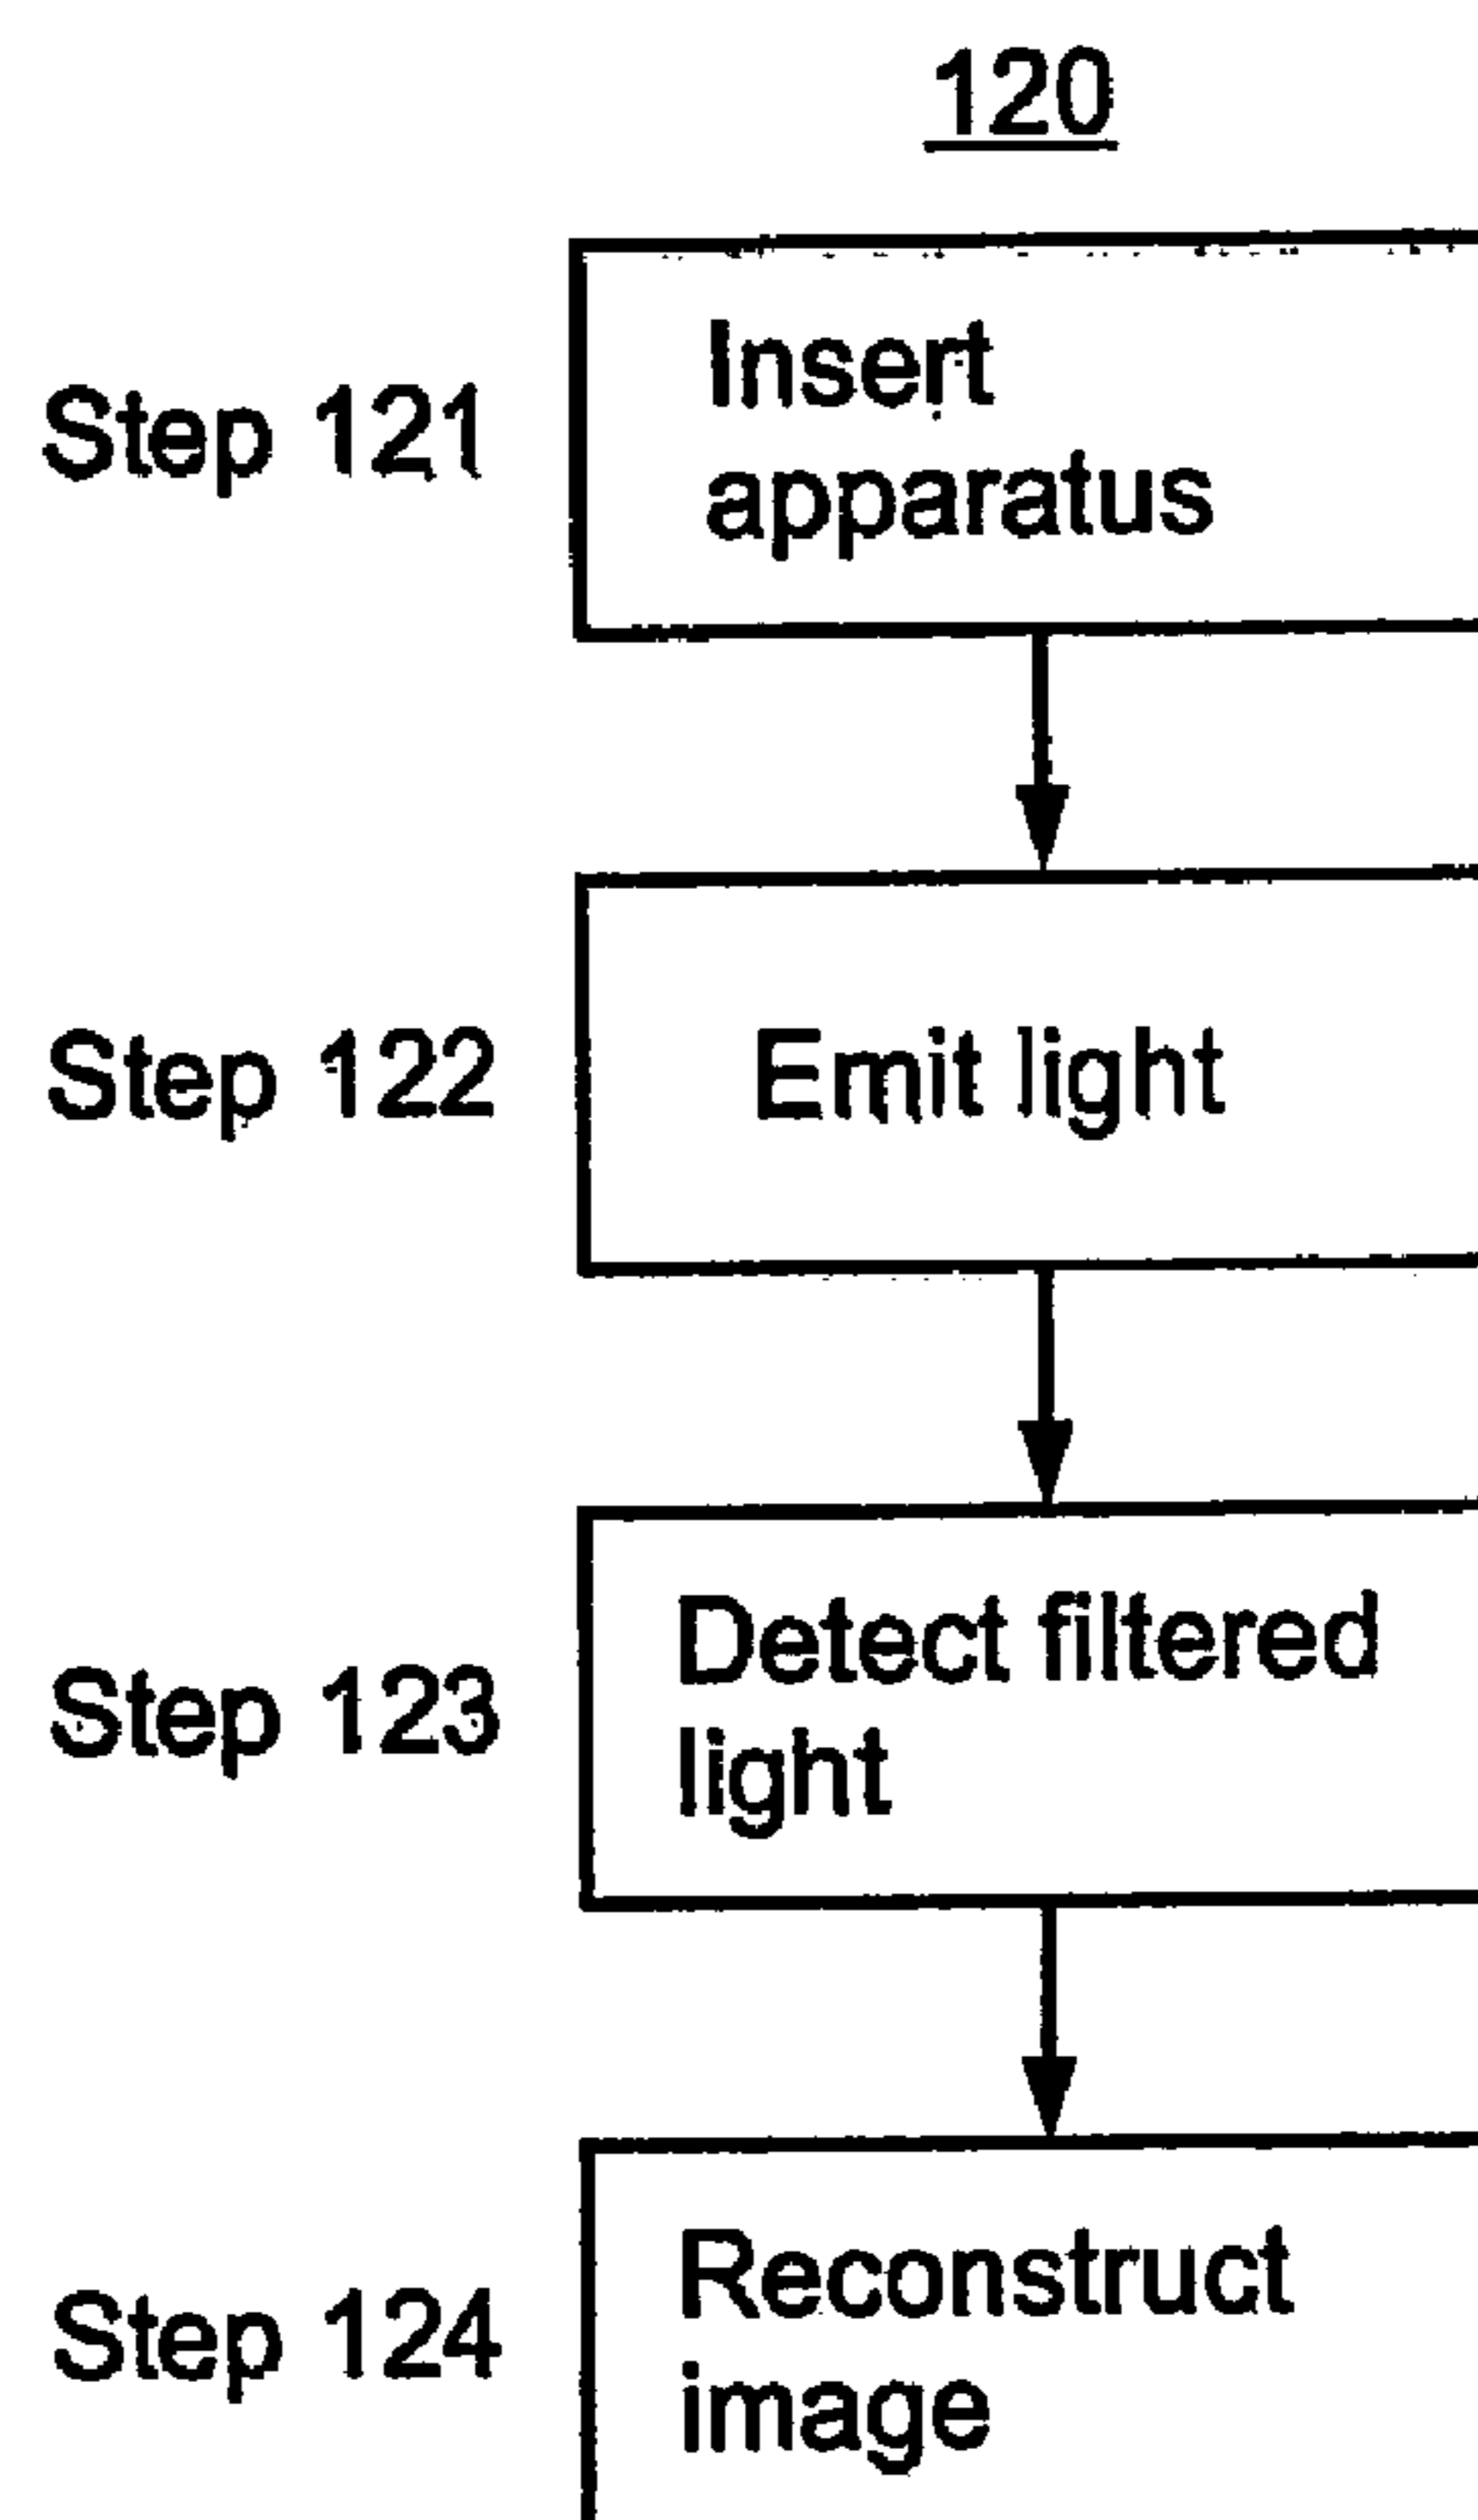 120
Step 121
Insert
apparatus
Step 122
Emit light
Step 123
Detect filtered
light
Step 124
Reconstruct
image